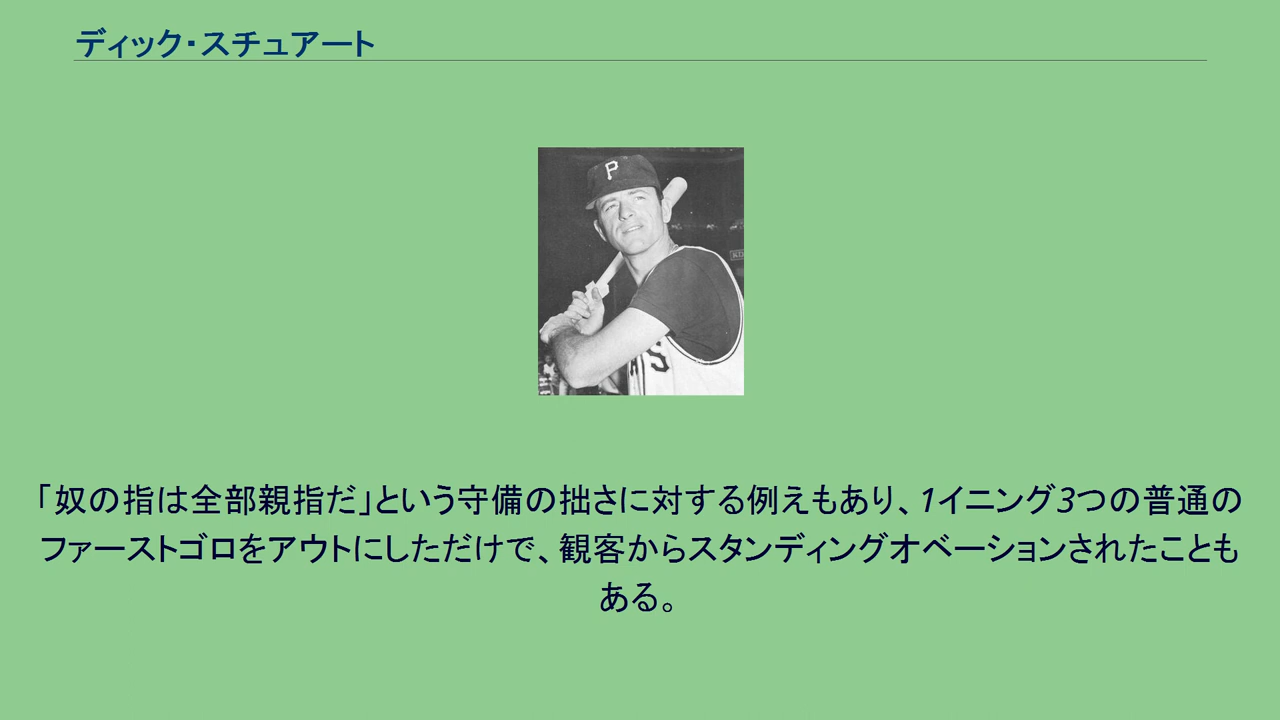 ディック・スチュアート
P
「奴の指は全部親指だ」という守備の拙さに対する例えもあり、1イニング3つの普通の
ファーストゴロをアウトにしただけで、観客からスタンディングオベーションされたことも
ある。